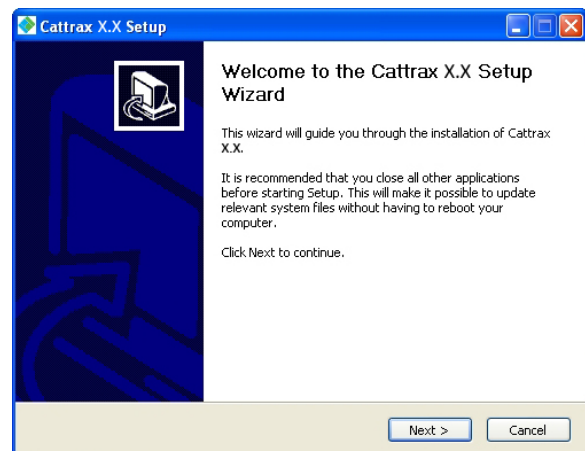 Cattrax X.X Setup
Welcome to the Cattrax X.X Setup
Wizard
This wizard will guide you through the installation of Cattrax
X.X.
It is recommended that you close all other applications
before starting Setup. This will make it possible to update
relevant system files without having to reboot your
computer.
Click Next to continue.
Next >
Cancel